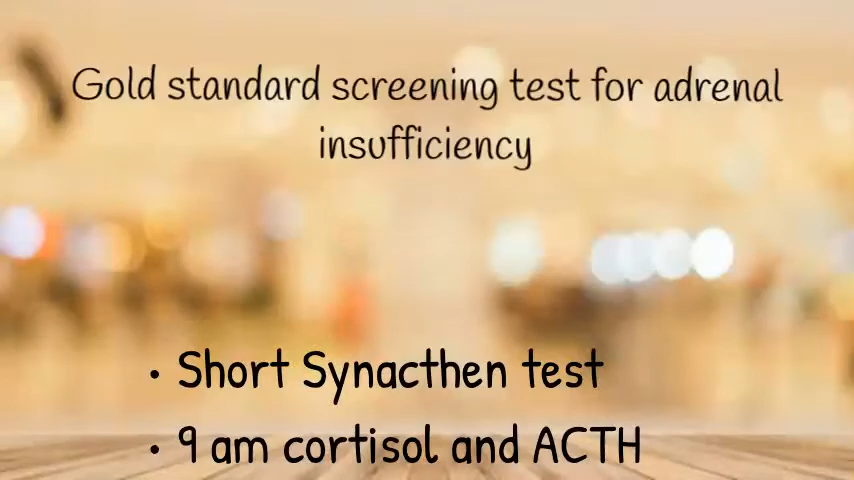 Gold standard screening test for adrenal
insufficiency
• Short Synacthen test
• 9 am cortisol and ACTH